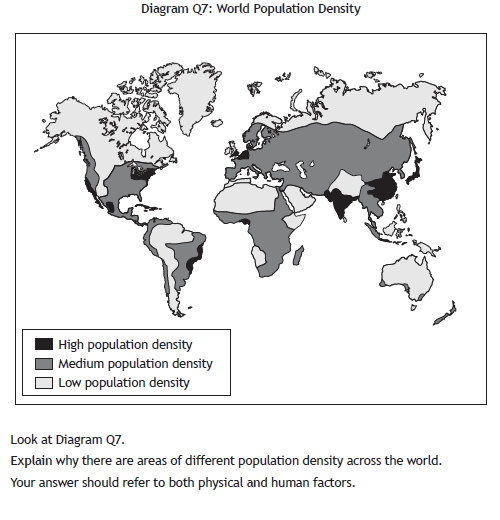 Diagram Q7: World Population Density
High population density
Medium population density
Low population density
Look at Diagram Q7.
Explain why there are areas of different population density across the world.
Your answer should refer to both physical and human factors.